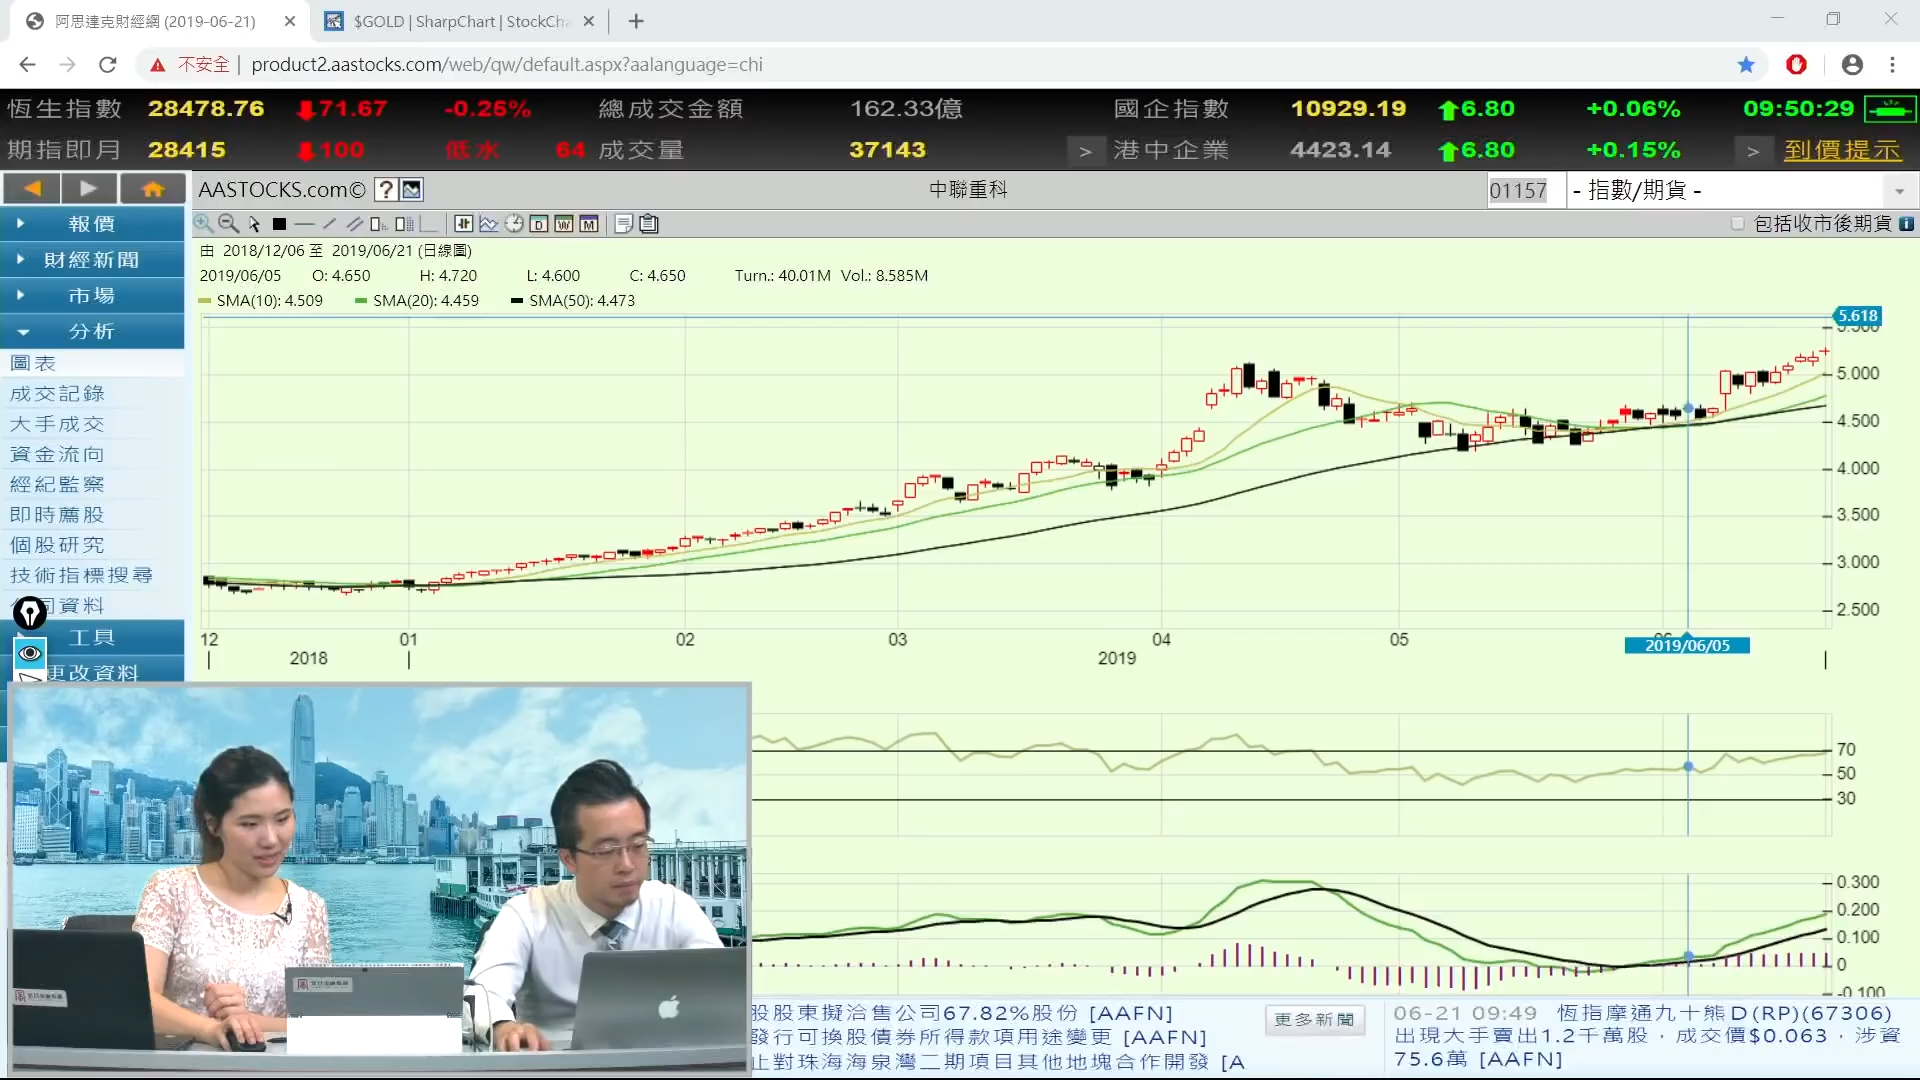 阿思達克財經網 (2019-06-21)
$GOLD | SharpChart | StockCha
不安全 | product2.aastocks.com/web/qw/default.aspx?aalanguage=chi
恆生指數 28478.76 71.67 -0.25% 總成交金額 162.33億 國企指數 10929.19 6.80 +0.06% 09:50:29
期指即月 28415 100 低水 64 成交量 37143 > 港中企業 4423.14 6.80 +0.15% > 到價提示
AASTOCKS.com© ? 中聯重科 01157 - 指數/期貨 -
D W M 包括收市後期貨 i
報價
財經新聞
市場
分析
圖表
成交記錄
大手成交
資金流向
經紀監察
即時薦股
個股研究
技術指標搜尋
司資料
工具
更改資料
由 2018/12/06 至 2019/06/21 (日線圖)
2019/06/05 O: 4.650 H: 4.720 L: 4.600 C: 4.650 Turn.: 40.01M Vol.: 8.585M
SMA(10): 4.509 SMA(20): 4.459 SMA(50): 4.473
5.618
5.500
5.000
4.500
4.000
3.500
3.000
2.500
12 01 02 03 04 05
2019/06/05
2018 2019
70
50
30
0.300
0.200
0.100
0
-0.100
股股東擬洽售公司67.82%股份 [AAFN]
發行可換股債券所得款項用途變更 [AAFN]
止對珠海海泉灣二期項目其他地塊合作開發 [A
更多新聞
06-21 09:49 恆指摩通九十熊D(RP)(67306)
出現大手賣出1.2千萬股，成交價$0.063，涉資
75.6萬 [AAFN]